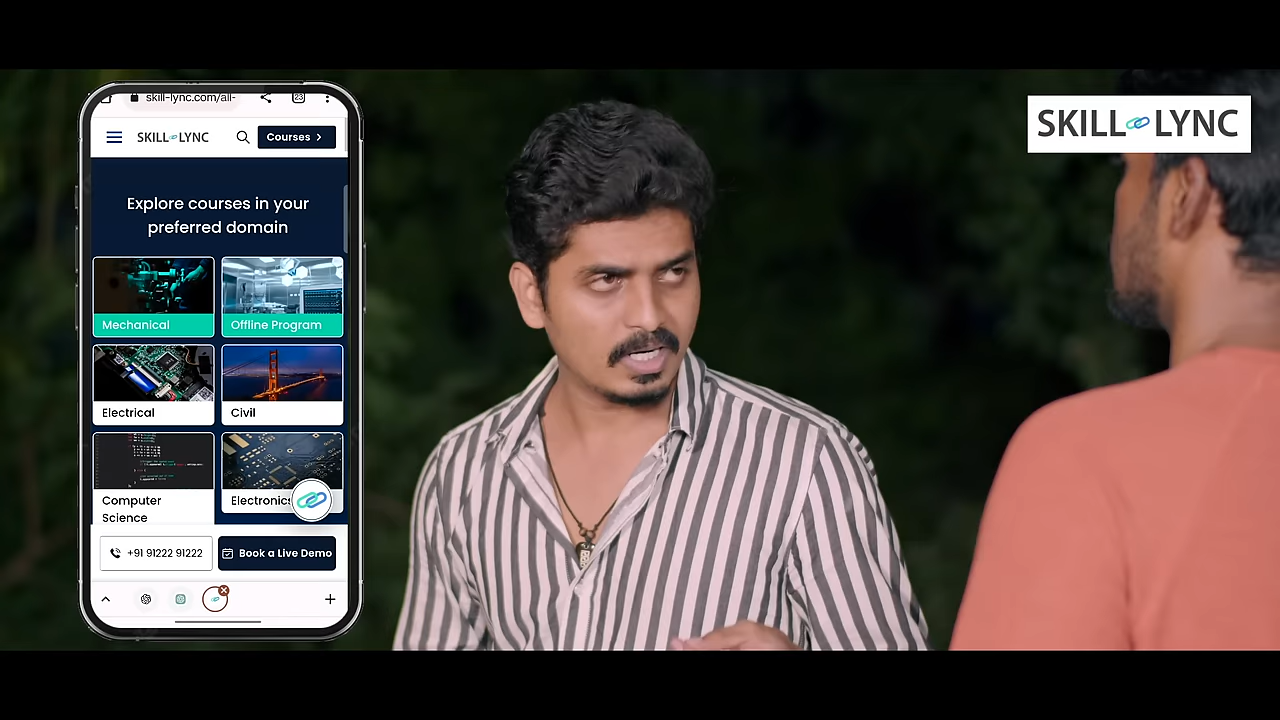 skill-lync.com/all-
23
SKILL LYNC
Courses
Explore courses in your
preferred domain
Mechanical
Offline Program
Electrical
Civil
Computer
Science
Electronics
+91 91222 91222
Book a Live Demo
SKILL LYNC